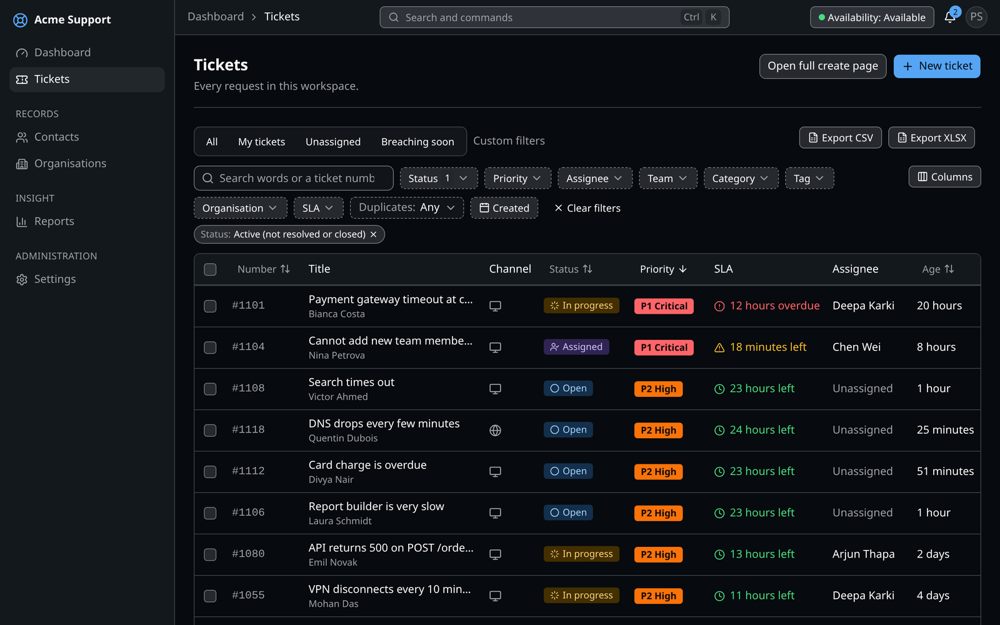 Acme Support
Dashboard
Tickets
RECORDS
Contacts
Organisations
INSIGHT
Reports
ADMINISTRATION
Settings
Dashboard > Tickets
Search and commands Ctrl K
Availability: Available
2
PS
Tickets
Every request in this workspace.
Open full create page
New ticket
All My tickets Unassigned Breaching soon Custom filters
Export CSV Export XLSX
Search words or a ticket numb
Status 1 Priority Assignee Team Category Tag
Columns
Organisation SLA Duplicates: Any Created Clear filters
Status: Active (not resolved or closed)
Number Title Channel Status Priority SLA Assignee Age
#1101 Payment gateway timeout at c... In progress P1 Critical 12 hours overdue Deepa Karki 20 hours
Bianca Costa
#1104 Cannot add new team membe... Assigned P1 Critical 18 minutes left Chen Wei 8 hours
Nina Petrova
#1108 Search times out Open P2 High 23 hours left Unassigned 1 hour
Victor Ahmed
#1118 DNS drops every few minutes Open P2 High 24 hours left Unassigned 25 minutes
Quentin Dubois
#1112 Card charge is overdue Open P2 High 23 hours left Unassigned 51 minutes
Divya Nair
#1106 Report builder is very slow Open P2 High 23 hours left Unassigned 1 hour
Laura Schmidt
#1080 API returns 500 on POST /orde... In progress P2 High 13 hours left Arjun Thapa 2 days
Emil Novak
#1055 VPN disconnects every 10 min... In progress P2 High 11 hours left Deepa Karki 4 days
Mohan Das